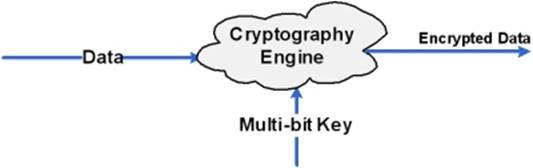 Cryptography
Engine
Data
Encrypted Data
Multi-bit Key